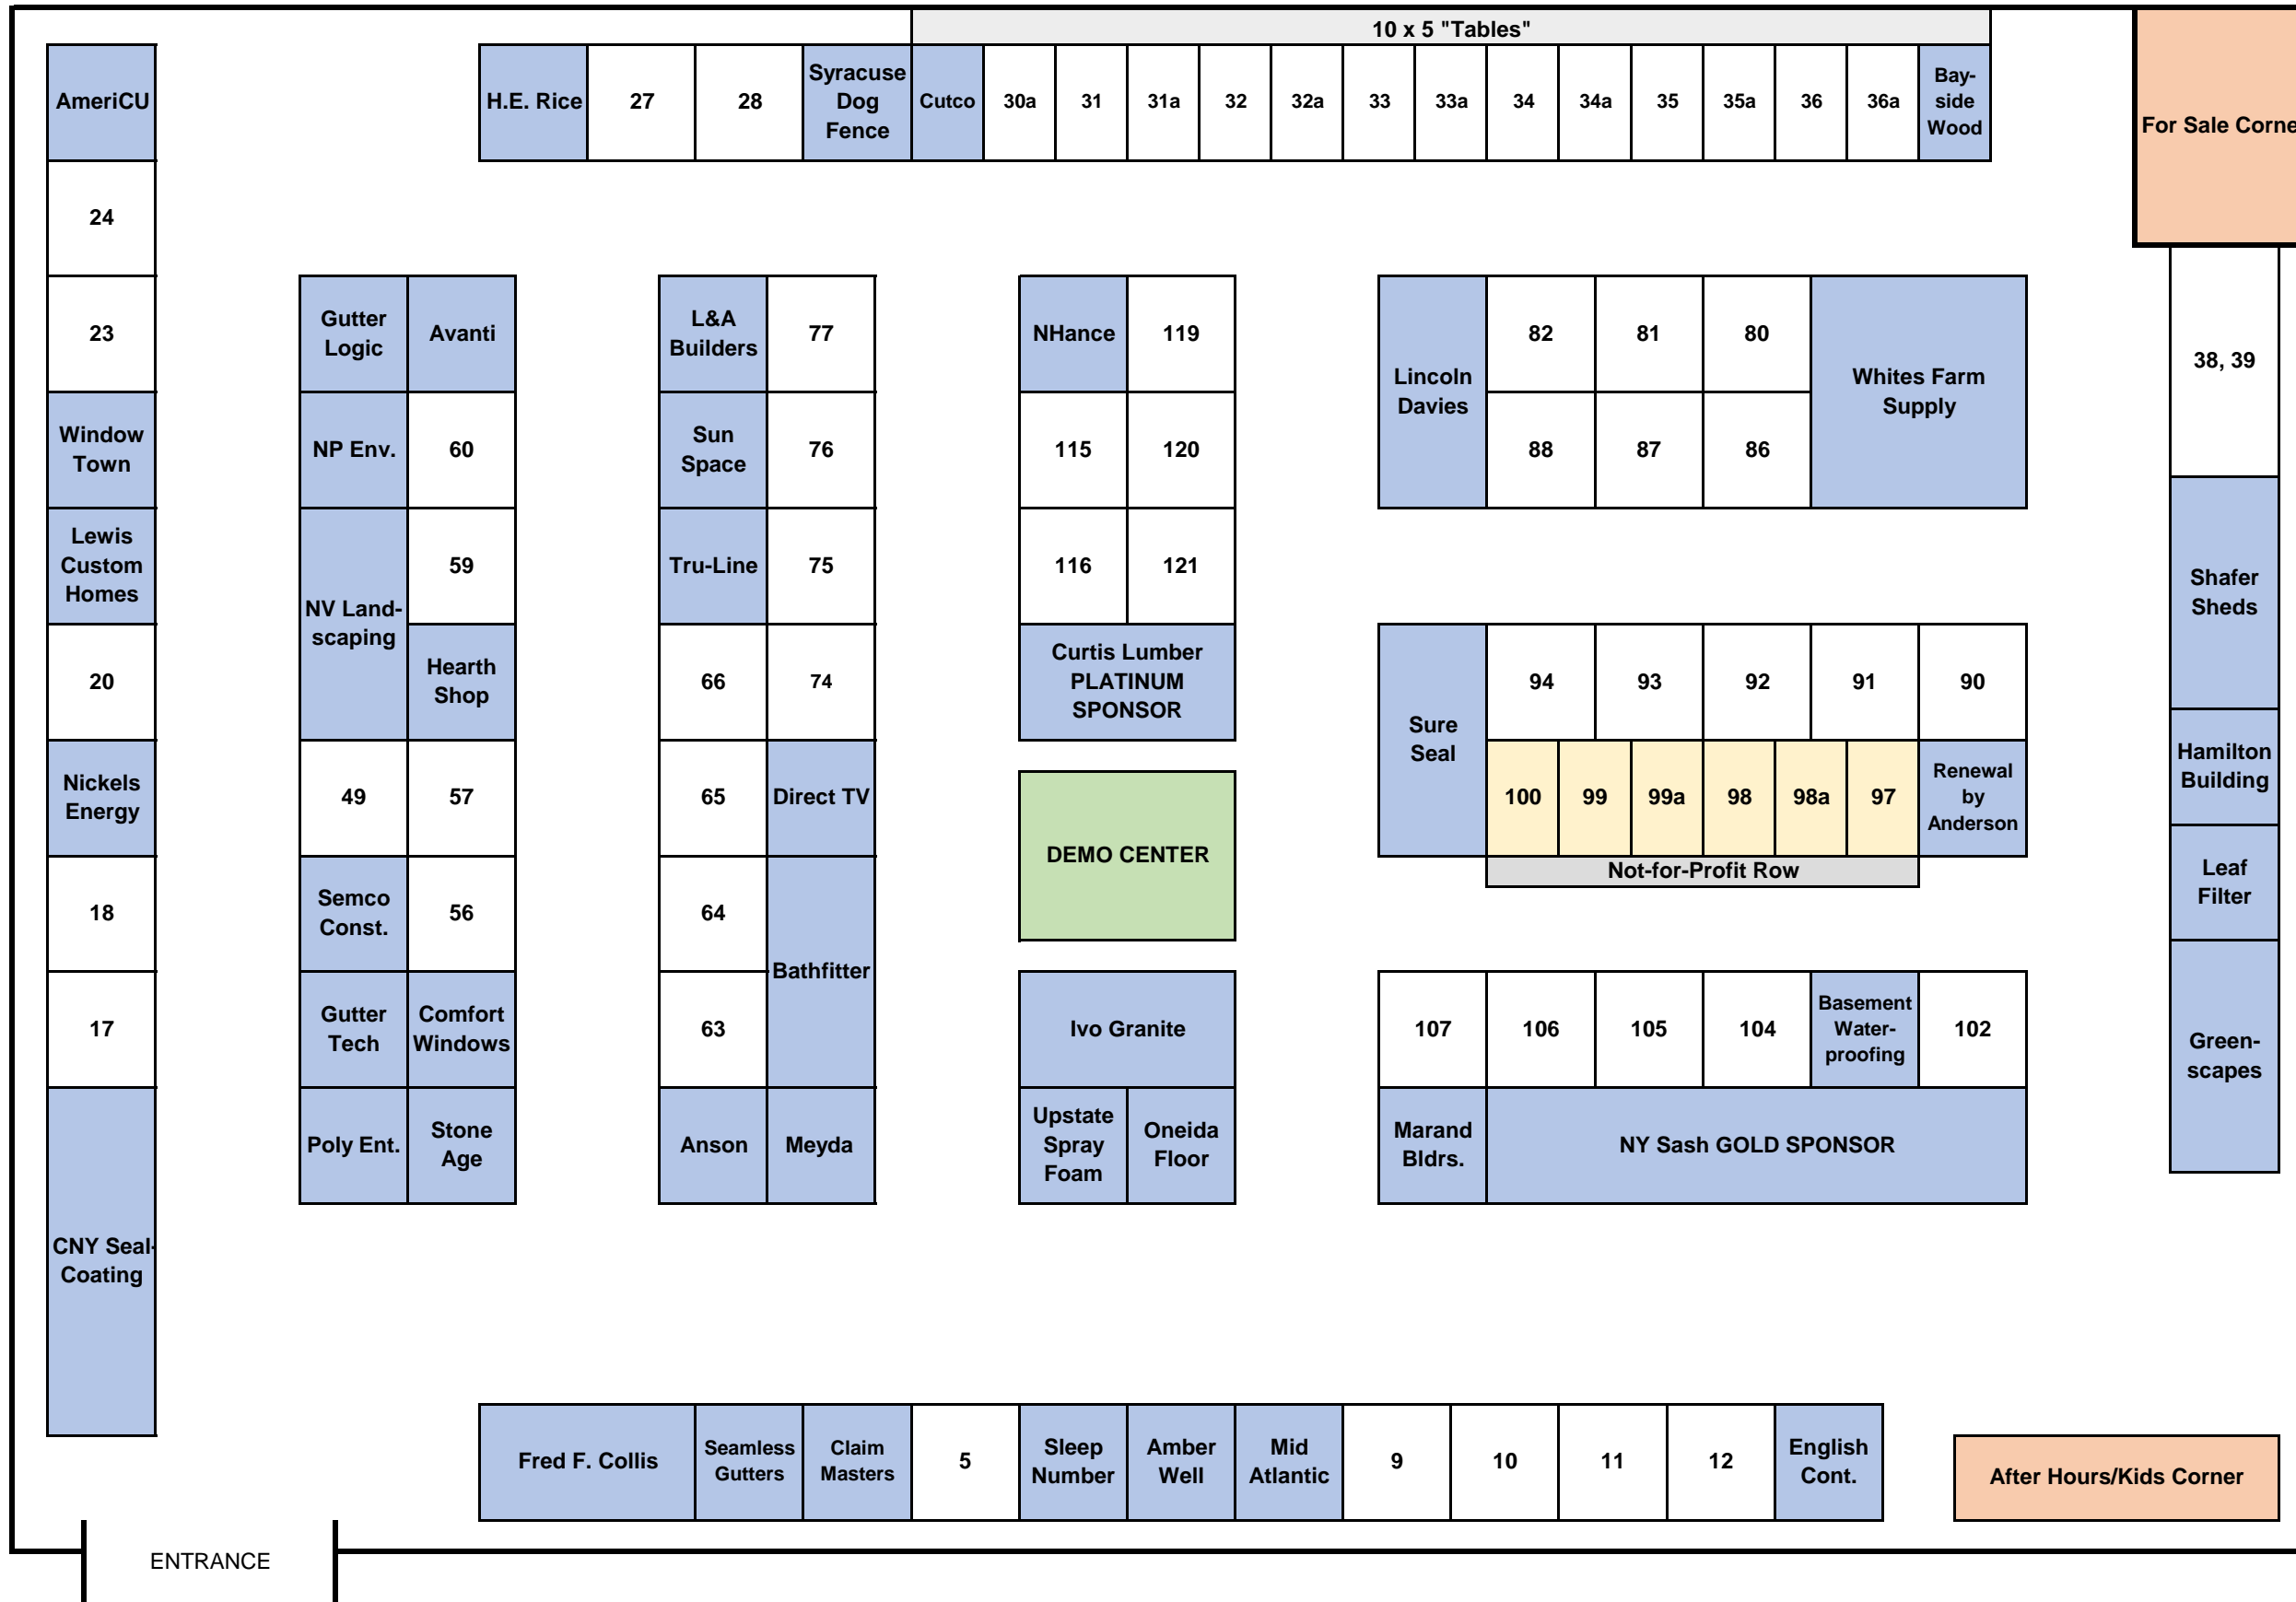 10 x 5 "Tables"
AmeriCU
H.E. Rice
27
28
Syracuse
Dog
Fence
Cutco
30a
31
31a
32
32a
33
33a
34
34a
35
35a
36
36a
Bay-
side
Wood
For Sale Corne
24
23
Window
Town
Lewis
Custom
Homes
20
Nickels
Energy
18
17
CNY Seal-
Coating
Gutter
Logic
Avanti
NP Env.
60
NV Land-
scaping
59
Hearth
Shop
49
57
Semco
Const.
56
Gutter
Tech
Comfort
Windows
Poly Ent.
Stone
Age
L&A
Builders
77
Sun
Space
76
Tru-Line
75
66
74
65
Direct TV
64
Bathfitter
63
Anson
Meyda
NHance
119
115
120
116
121
Curtis Lumber
PLATINUM
SPONSOR
DEMO CENTER
Ivo Granite
Upstate
Spray
Foam
Oneida
Floor
Lincoln
Davies
82
81
80
Whites Farm
Supply
88
87
86
Sure
Seal
94
93
92
91
90
100
99
99a
98
98a
97
Renewal
by
Anderson
Not-for-Profit Row
107
106
105
104
Basement
Water-
proofing
102
Marand
Bldrs.
NY Sash GOLD SPONSOR
38, 39
Shafer
Sheds
Hamilton
Building
Leaf
Filter
Green-
scapes
Fred F. Collis
Seamless
Gutters
Claim
Masters
5
Sleep
Number
Amber
Well
Mid
Atlantic
9
10
11
12
English
Cont.
After Hours/Kids Corner
ENTRANCE